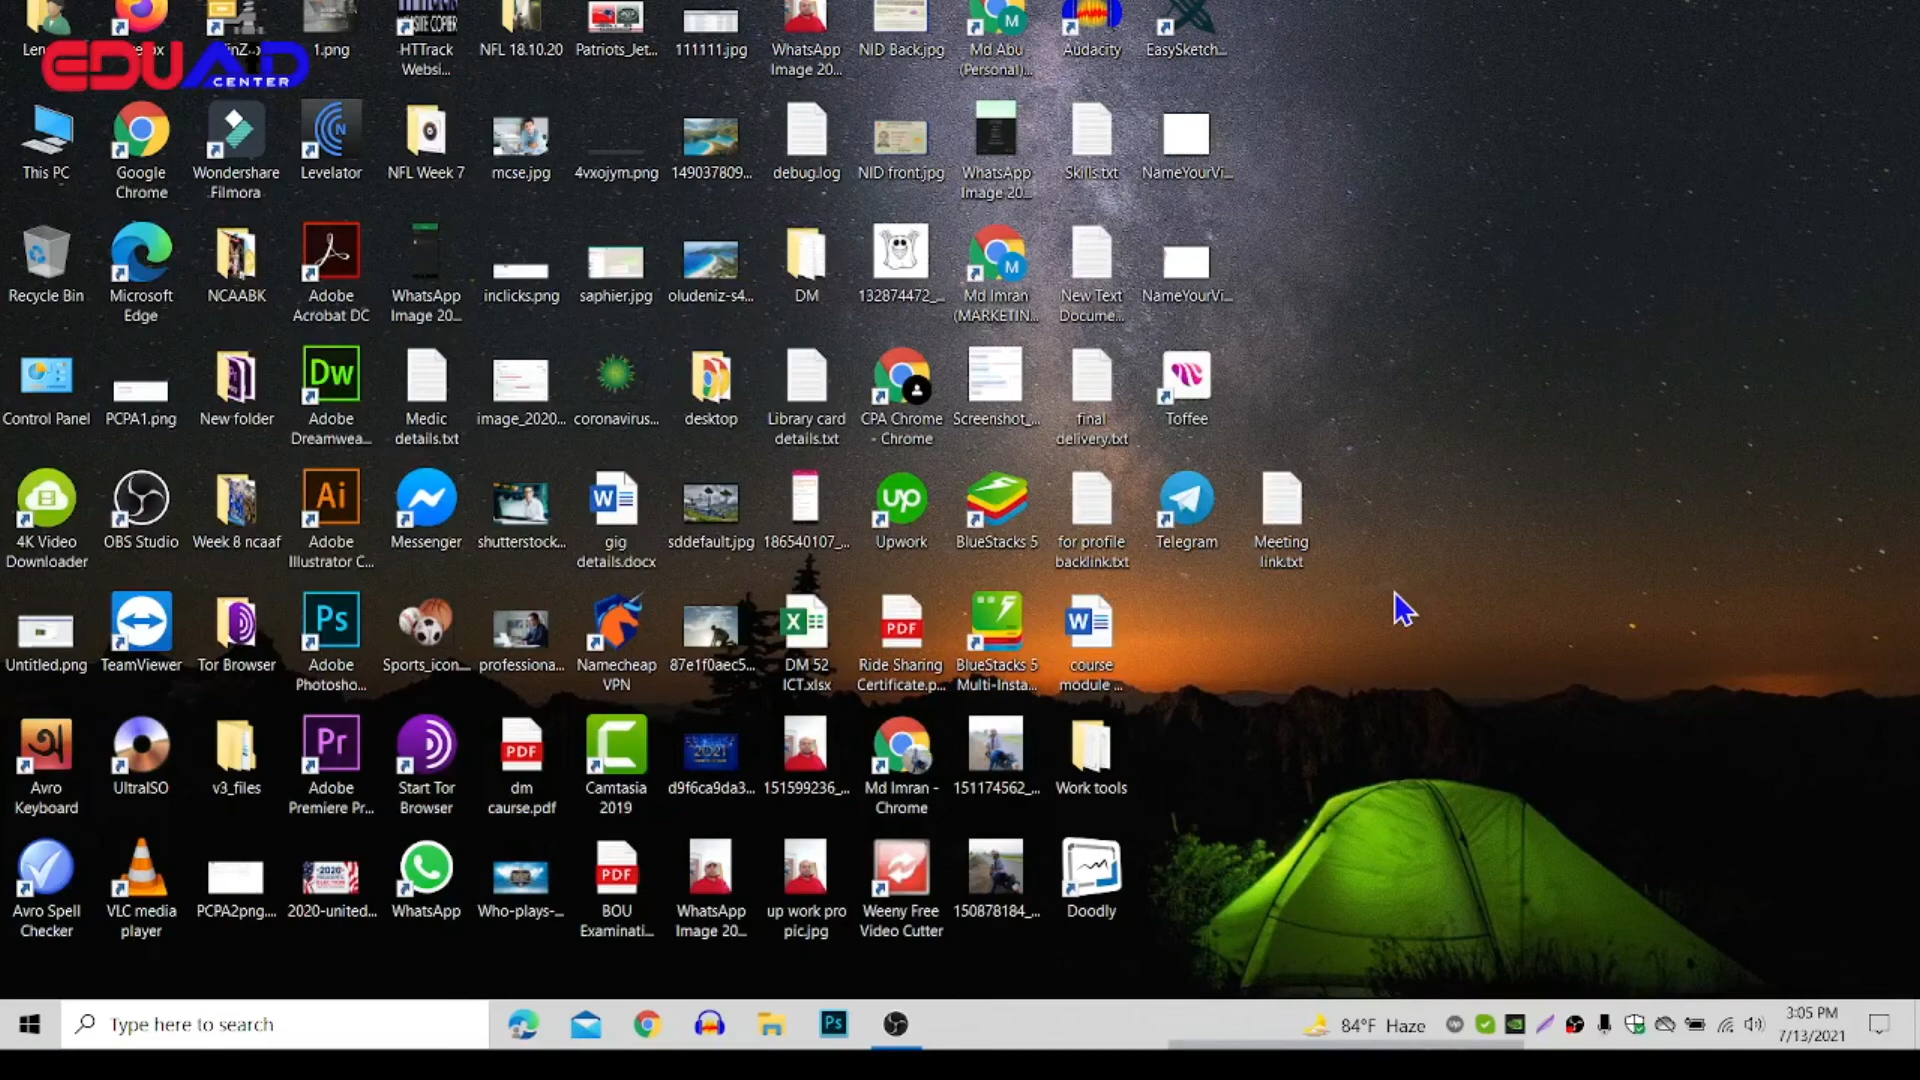 Len...
HTTrack
Websi...
1.png
NFL 18.10.20
Patriots_Jet...
111111.jpg
WhatsApp
Image 20...
NID Back.jpg
Md Abu
(Personal)...
Audacity
EasySketch...
EDUAID
CENTER
This PC
Google
Chrome
Wondershare
Filmora
Levelator
NFL Week 7
mcse.jpg
4vxojym.png
149037809...
debug.log
NID front.jpg
WhatsApp
Image 20...
Skills.txt
NameYourVi...
Recycle Bin
Microsoft
Edge
NCAABK
Adobe
Acrobat DC
WhatsApp
Image 20...
inclicks.png
saphier.jpg
oludeniz-s4...
DM
132874472_...
Md Imran
(MARKETIN...
New Text
Docume...
NameYourVi...
Control Panel
PCPA1.png
New folder
Adobe
Dreamwea...
Medic
details.txt
image_2020...
coronavirus...
desktop
Library card
details.txt
CPA Chrome
- Chrome
Screenshot_...
final
delivery.txt
Toffee
4K Video
Downloader
OBS Studio
Week 8 ncaaf
Adobe
Illustrator C...
Messenger
shutterstock...
gig
details.docx
sddefault.jpg
186540107_...
Upwork
BlueStacks 5
for profile
backlink.txt
Telegram
Meeting
link.txt
Untitled.png
TeamViewer
Tor Browser
Adobe
Photosho...
Sports_icon...
professiona...
Namecheap
VPN
87e1f0aec5...
DM 52
ICT.xlsx
Ride Sharing
Certificate.p...
BlueStacks 5
Multi-Insta...
course
module ...
Avro
Keyboard
UltraISO
v3_files
Adobe
Premiere Pr...
Start Tor
Browser
dm
caurse.pdf
Camtasia
2019
d9f6ca9da3...
151599236_...
Md Imran -
Chrome
151174562_...
Work tools
Avro Spell
Checker
VLC media
player
PCPA2png....
2020-united...
WhatsApp
Who-plays-...
BOU
Examinati...
WhatsApp
Image 20...
up work pro
pic.jpg
Weeny Free
Video Cutter
150878184_...
Doodly
Type here to search
84°F Haze
3:05 PM
7/13/2021